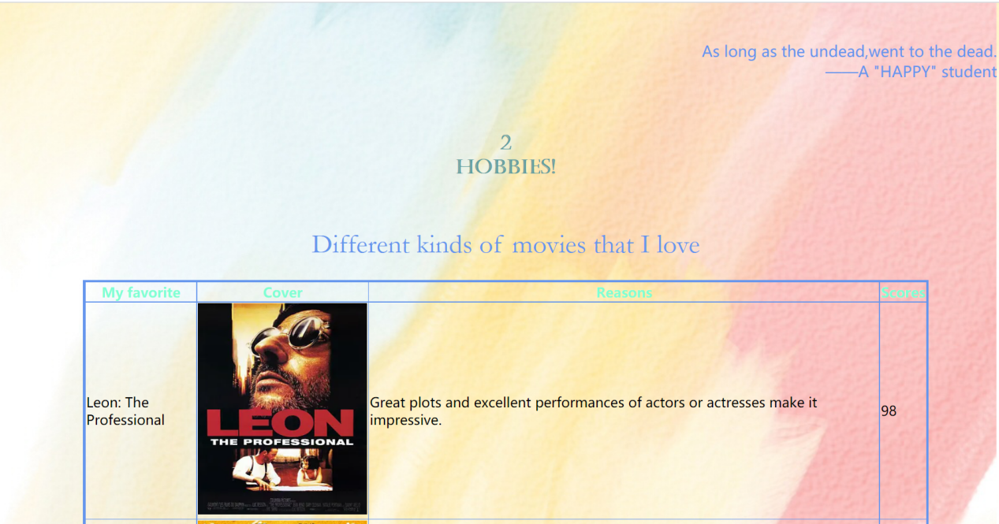 As long as the undead,went to the dead.
——A "HAPPY" student
2
HOBBIES!
Different kinds of movies that I love
My favorite Cover Reasons Scores
Leon: The
Professional
LEON
THE PROFESSIONAL
Great plots and excellent performances of actors or actresses make it
impressive.
98